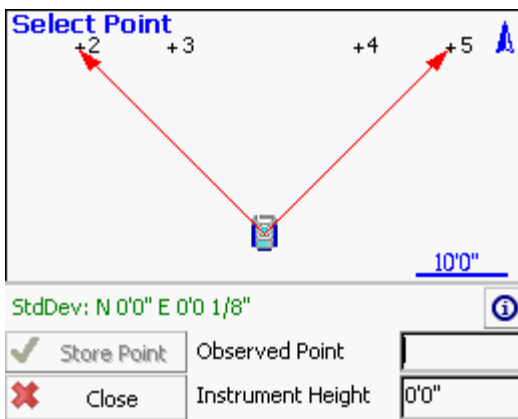 Select Point
+2 +3 +4 +5
10'0"
StdDev: N 0'0" E 0'0 1/8"
Store Point Observed Point
Close Instrument Height 0'0"